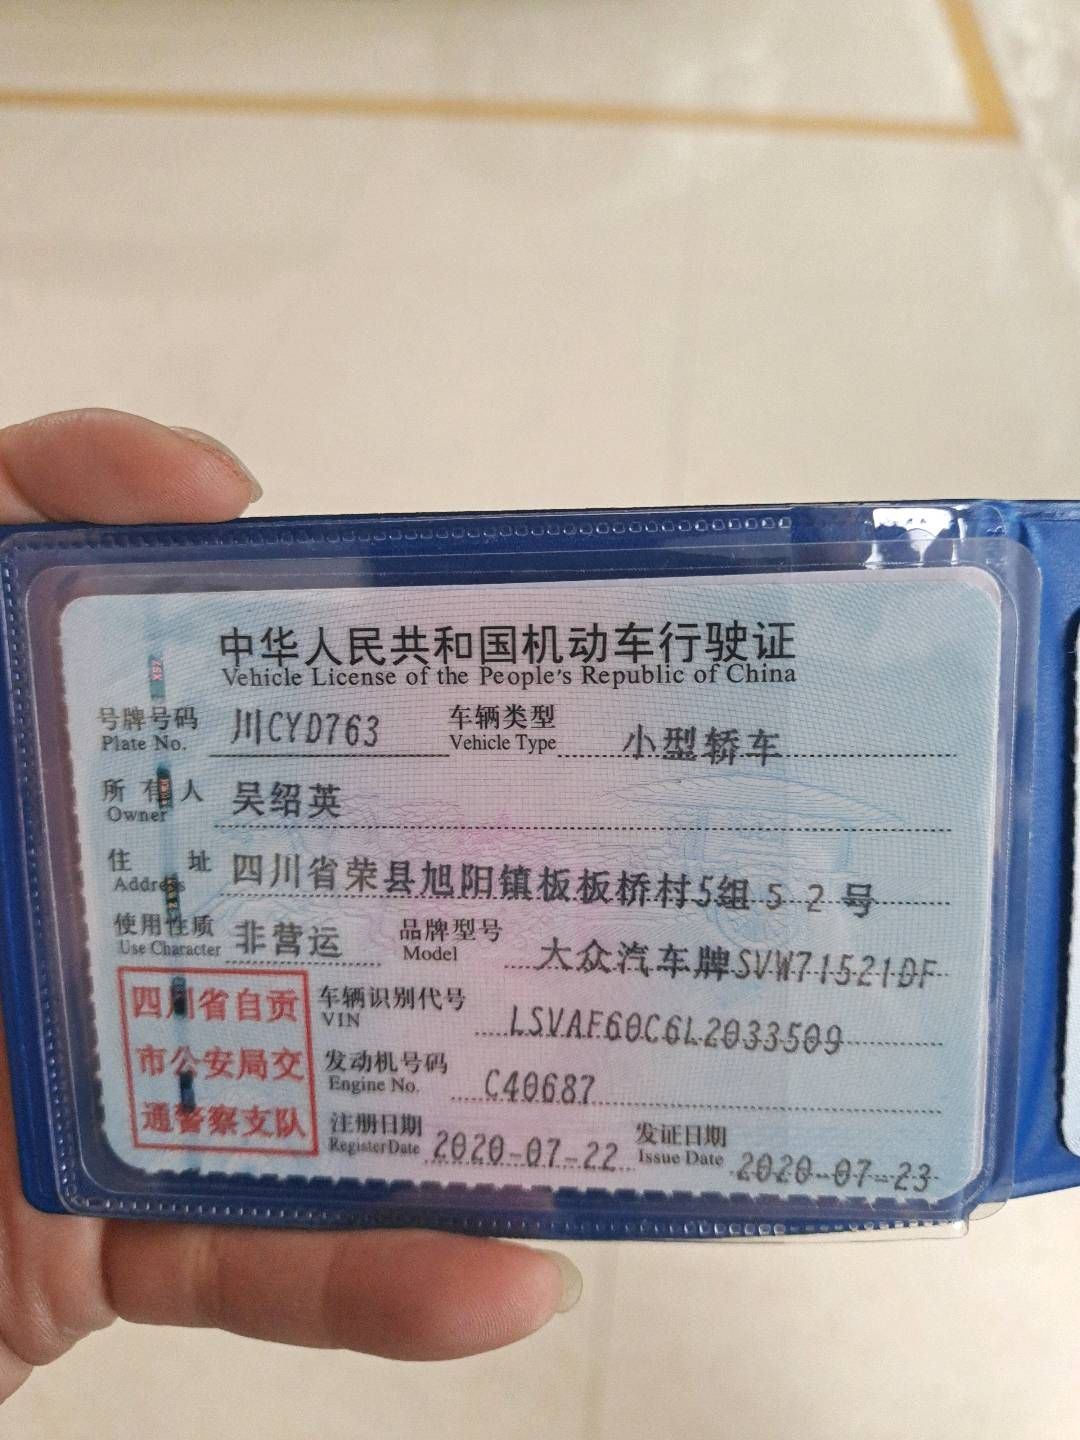 中华人民共和国机动车行驶证
Vehicle License of the People's Republic of China
号牌号码 川CYD763 车辆类型 小型轿车
Plate No. Vehicle Type
所有人 吴绍英
Owner
住址 四川省荣县旭阳镇板板桥村5组52号
Address
使用性质 非营运 品牌型号 大众汽车牌SVW71521DF
Use Character Model
四川省自贡
市公安局交
通警察支队
车辆识别代号 LSVAF60C6L2033509
VIN
发动机号码 C40687
Engine No.
注册日期 2020-07-22 发证日期 2020-07-23
Register Date Issue Date